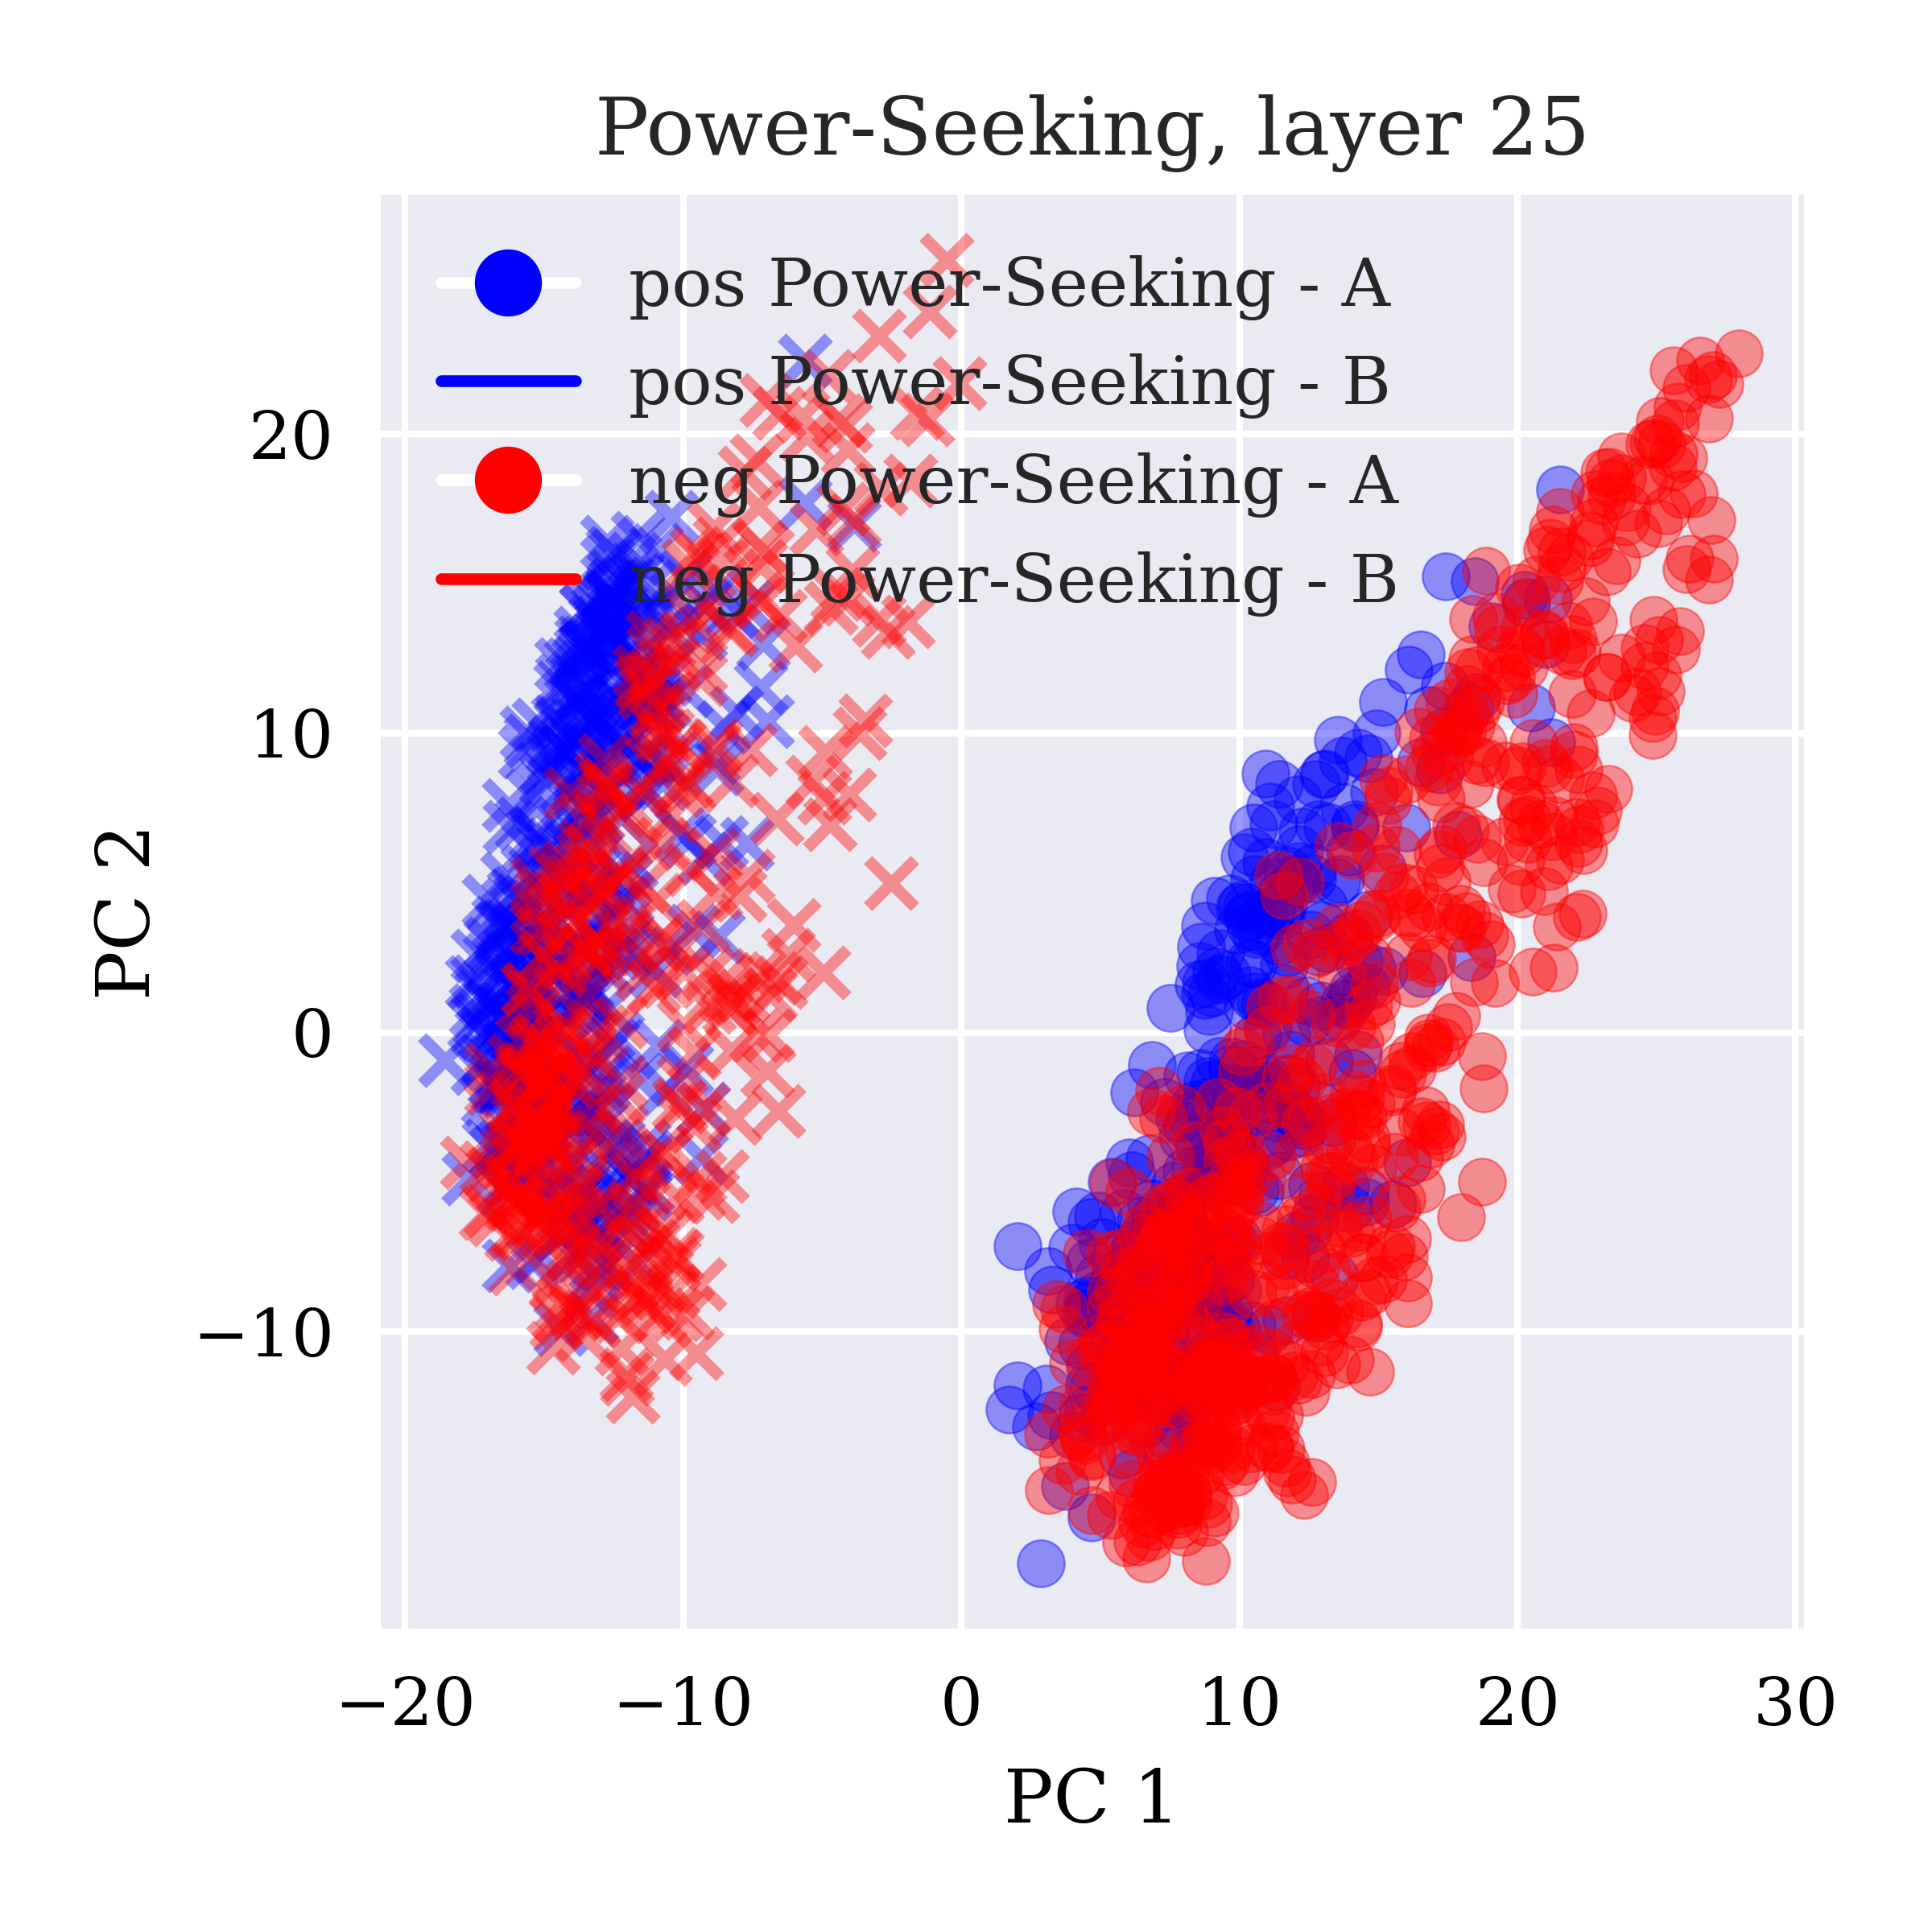 Power-Seeking, layer 25
pos Power-Seeking - A
pos Power-Seeking - B
neg Power-Seeking - A
neg Power-Seeking - B
20
10
0
−10
PC 2
−20 −10 0 10 20 30
PC 1